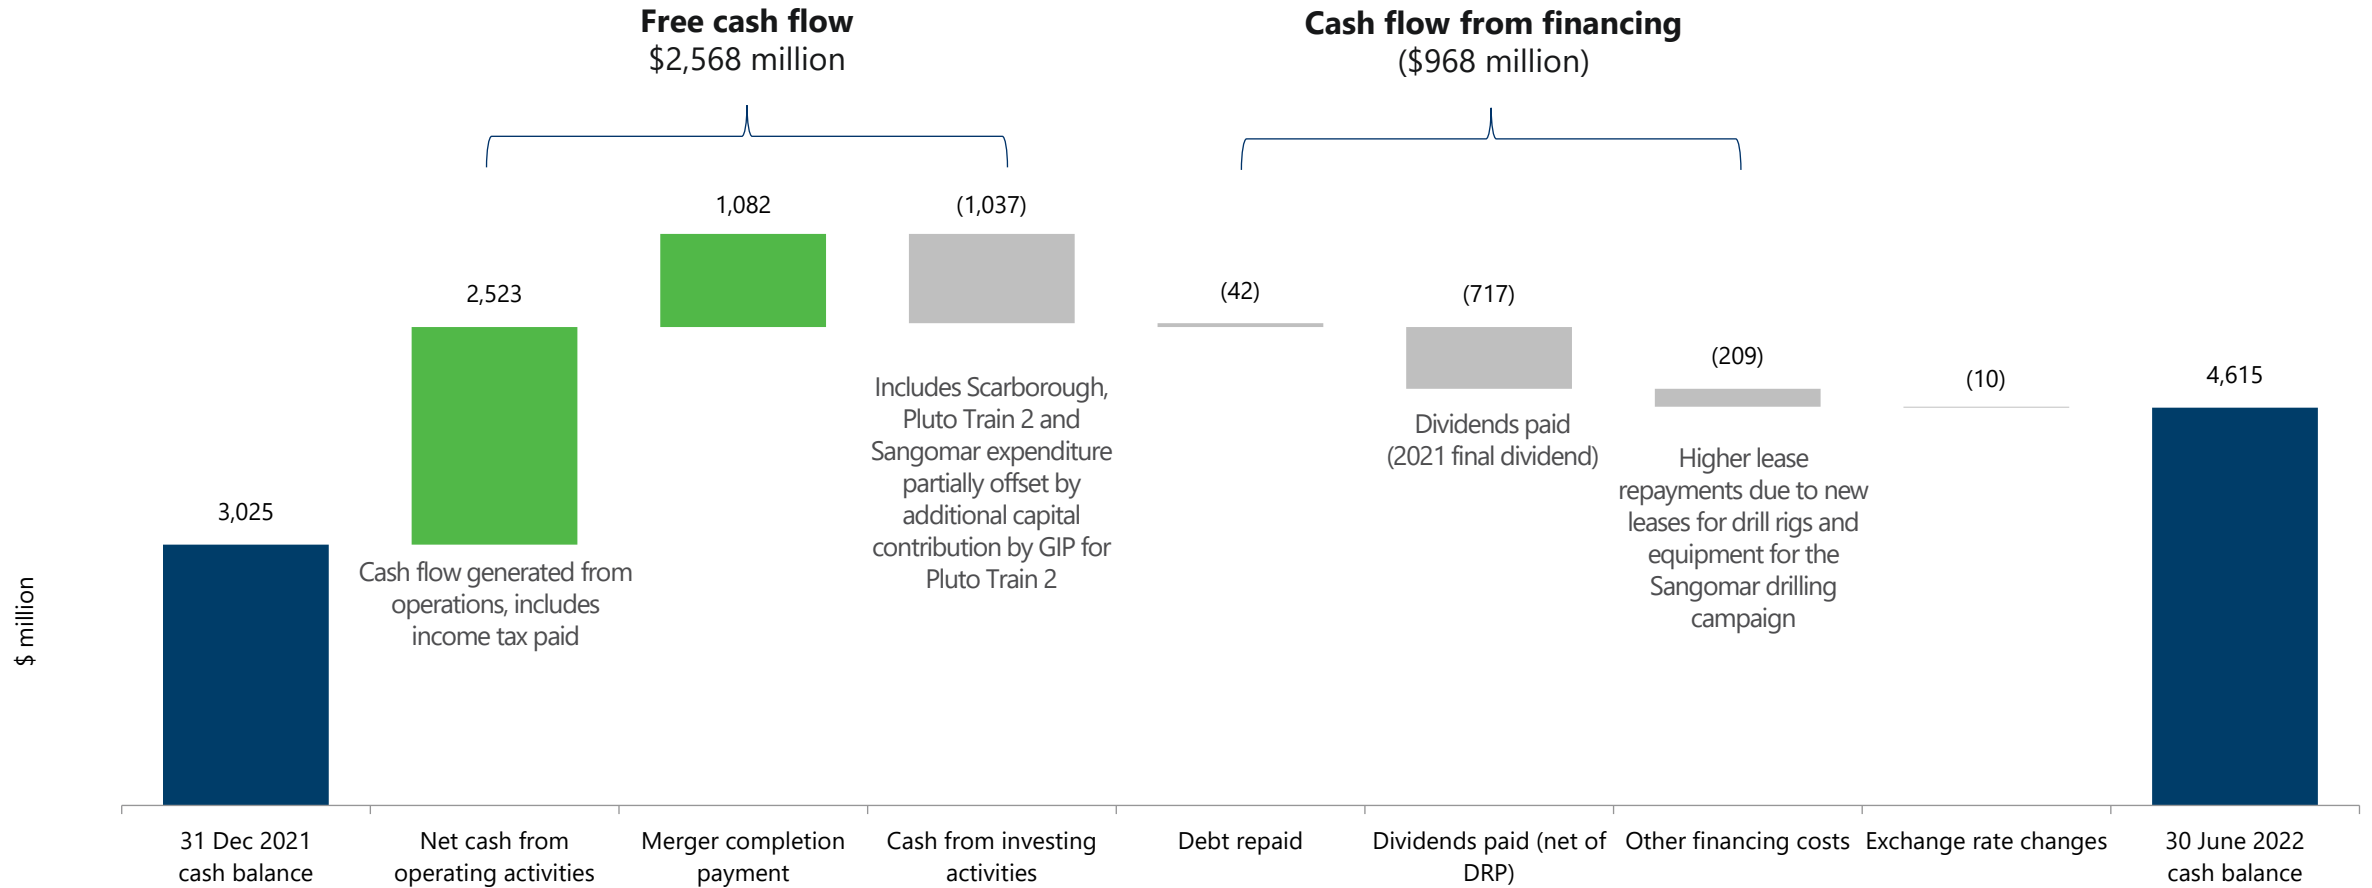 Free cash flow
$2,568 million
Cash flow from financing
($968 million)
1,082
(1,037)
2,523
(42)
(717)
(209)
(10)
4,615
3,025
Includes Scarborough,
Pluto Train 2 and
Sangomar expenditure
partially offset by
additional capital
contribution by GIP for
Pluto Train 2
Dividends paid
(2021 final dividend)
Higher lease
repayments due to new
leases for drill rigs and
equipment for the
Sangomar drilling
campaign
Cash flow generated from
operations, includes
income tax paid
$ million
31 Dec 2021
cash balance
Net cash from
operating activities
Merger completion
payment
Cash from investing
activities
Debt repaid
Dividends paid (net of
DRP)
Other financing costs
Exchange rate changes
30 June 2022
cash balance